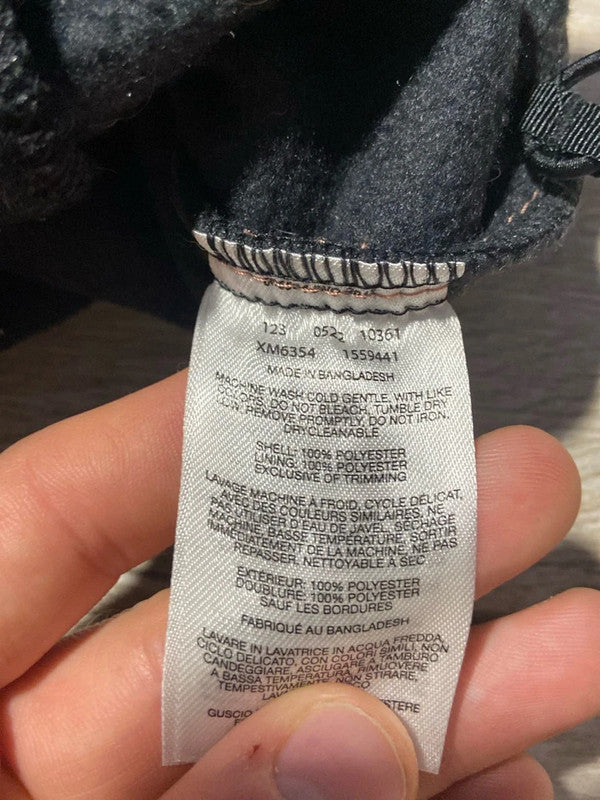 123 0522 10361
XM6354 1559441
MADE IN BANGLADESH
MACHINE WASH COLD GENTLE, WITH LIKE
COLORS, DO NOT BLEACH, TUMBLE DRY
LOW, REMOVE PROMPTLY, DO NOT IRON,
DRYCLEANABLE
SHELL: 100% POLYESTER
LINING: 100% POLYESTER
EXCLUSIVE OF TRIMMING
LAVAGE MACHINE À FROID, CYCLE DÉLICAT,
AVEC DES COULEURS SIMILAIRES, NE
PAS UTILISER D'EAU DE JAVEL, SÉCHAGE
MACHINE, BASSE TEMPÉRATURE, SORTIR
IMMÉDIATEMENT DE LA MACHINE, NE PAS
REPASSER, NETTOYABLE A SEC
EXTÉRIEUR: 100% POLYESTER
DOUBLURE: 100% POLYESTER
SAUF LES BORDURES
FABRIQUÉ AU BANGLADESH
LAVARE IN LAVATRICE IN ACQUA FREDDA,
CICLO DELICATO, CON COLORI SIMILI, NON
CANDEGGIARE, ASCIUGARE A TAMBURO
A BASSA TEMPERATURA, RIMUOVERE
TEMPESTIVAMENTE, NON STIRARE,
GUSCIO